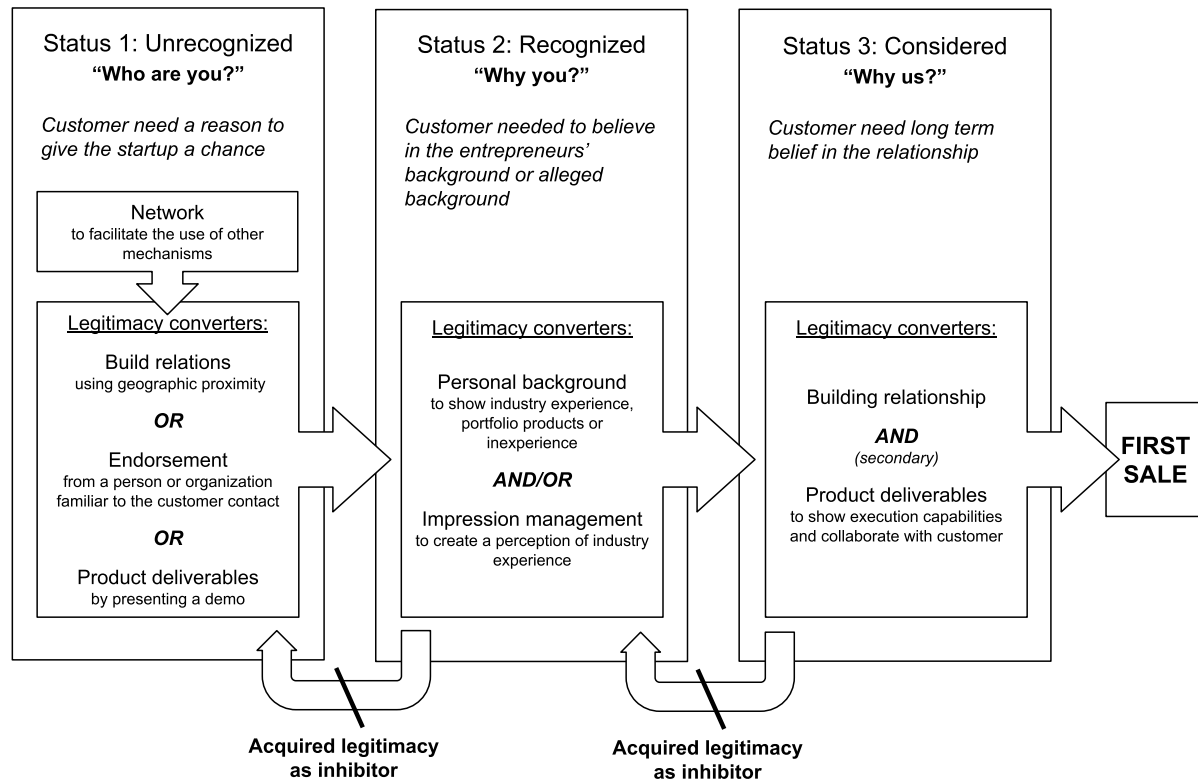 Status 1: Unrecognized
“Who are you?”
Customer need a reason to
give the startup a chance
Network
to facilitate the use of other
mechanisms
Legitimacy converters:
Build relations
using geographic proximity
OR
Endorsement
from a person or organization
familiar to the customer contact
OR
Product deliverables
by presenting a demo
Status 2: Recognized
“Why you?”
Customer needed to believe
in the entrepreneurs’
background or alleged
background
Legitimacy converters:
Personal background
to show industry experience,
portfolio products or
inexperience
AND/OR
Impression management
to create a perception of industry
experience
Status 3: Considered
“Why us?”
Customer need long term
belief in the relationship
Legitimacy converters:
Building relationship
AND
(secondary)
Product deliverables
to show execution capabilities
and collaborate with customer
FIRST
SALE
Acquired legitimacy
as inhibitor
Acquired legitimacy
as inhibitor